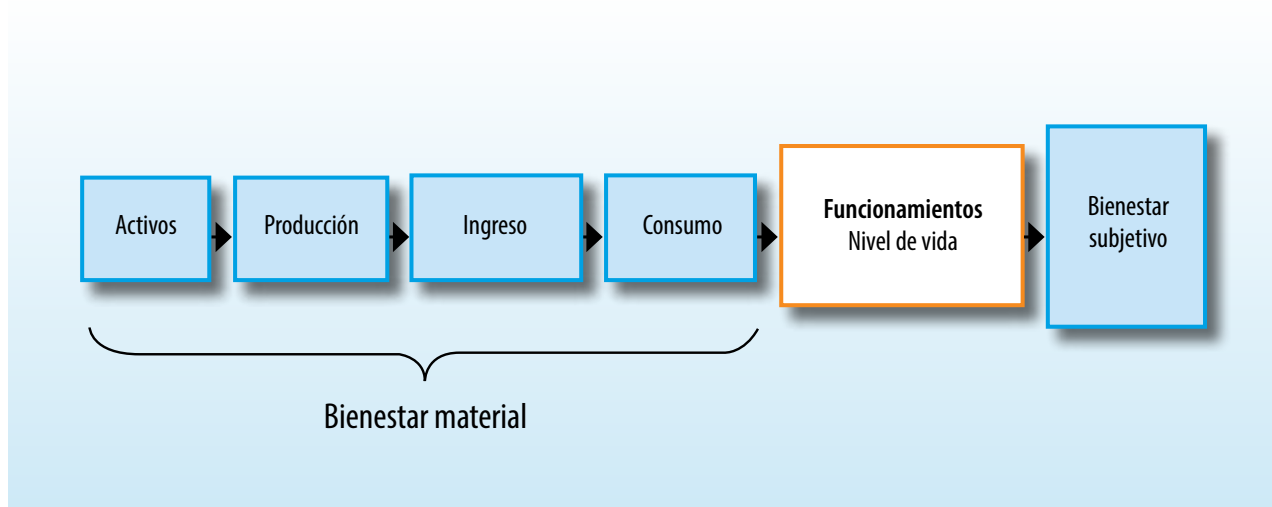 Activos
Producción
Ingreso
Consumo
Funcionamientos
Nivel de vida
Bienestar
subjetivo
Bienestar material